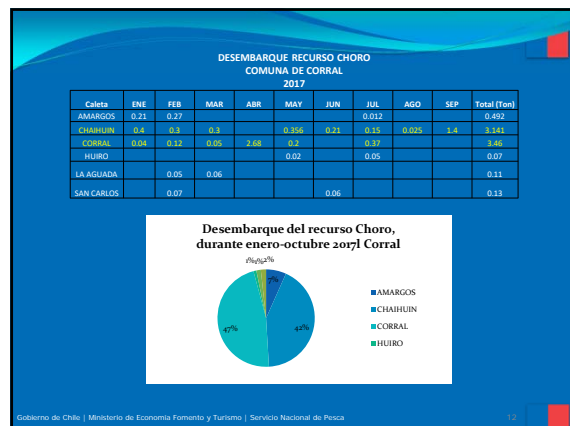 DESEMBARQUE RECURSO CHORO
COMUNA DE CORRAL
2017
Caleta ENE FEB MAR ABR MAY JUN JUL AGO SEP Total (Ton)
AMARGOS 0.21 0.27 0.012 0.492
CHAIHUIN 0.4 0.3 0.3 0.356 0.21 0.15 0.025 1.4 3.141
CORRAL 0.04 0.12 0.05 2.68 0.2 0.37 3.46
HUIRO 0.02 0.05 0.07
LA AGUADA 0.05 0.06 0.11
SAN CARLOS 0.07 0.06 0.13
Desembarque del recurso Choro,
durante enero-octubre 2017l Corral
1%1%2%
7%
42%
47%
AMARGOS
CHAIHUIN
CORRAL
HUIRO
Gobierno de Chile | Ministerio de Economía Fomento y Turismo | Servicio Nacional de Pesca 12